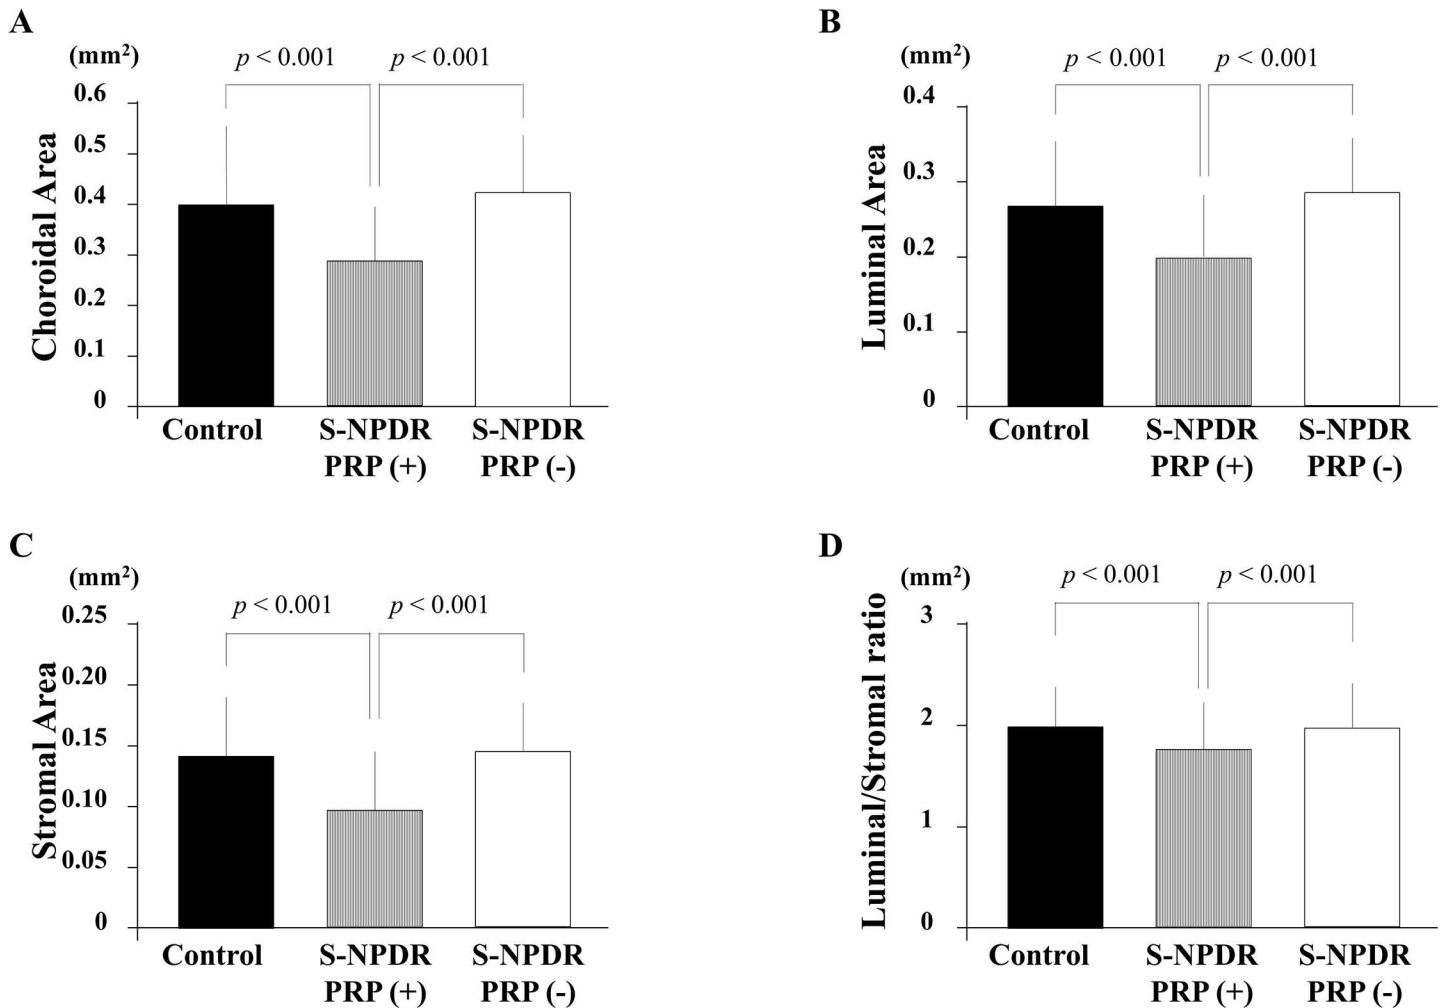 A
(mm²)
p < 0.001
p < 0.001
Choroidal Area
0.6
0.5
0.4
0.3
0.2
0.1
0
Control
S-NPDR
PRP (+)
S-NPDR
PRP (-)
B
(mm²)
p < 0.001
p < 0.001
Luminal Area
0.4
0.3
0.2
0.1
0
Control
S-NPDR
PRP (+)
S-NPDR
PRP (-)
C
(mm²)
p < 0.001
p < 0.001
Stromal Area
0.25
0.20
0.15
0.10
0.05
0
Control
S-NPDR
PRP (+)
S-NPDR
PRP (-)
D
(mm²)
p < 0.001
p < 0.001
Luminal/Stromal ratio
3
2
1
0
Control
S-NPDR
PRP (+)
S-NPDR
PRP (-)